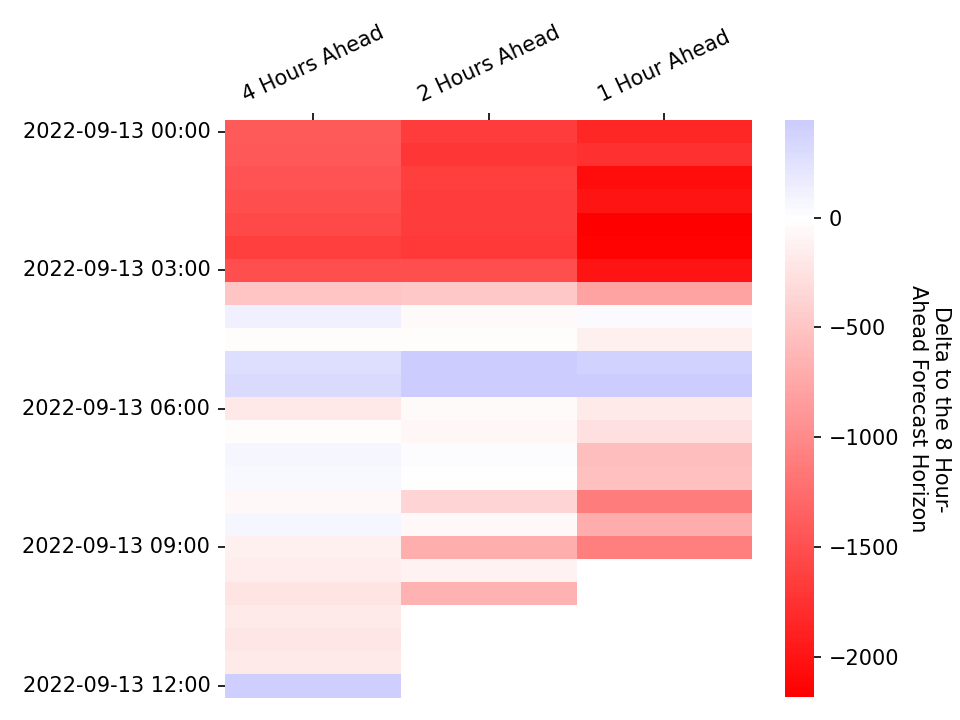 4 Hours Ahead
2 Hours Ahead
1 Hour Ahead
2022-09-13 00:00
2022-09-13 03:00
2022-09-13 06:00
2022-09-13 09:00
2022-09-13 12:00
0
−500
−1000
−1500
−2000
Delta to the 8 Hour-
Ahead Forecast Horizon